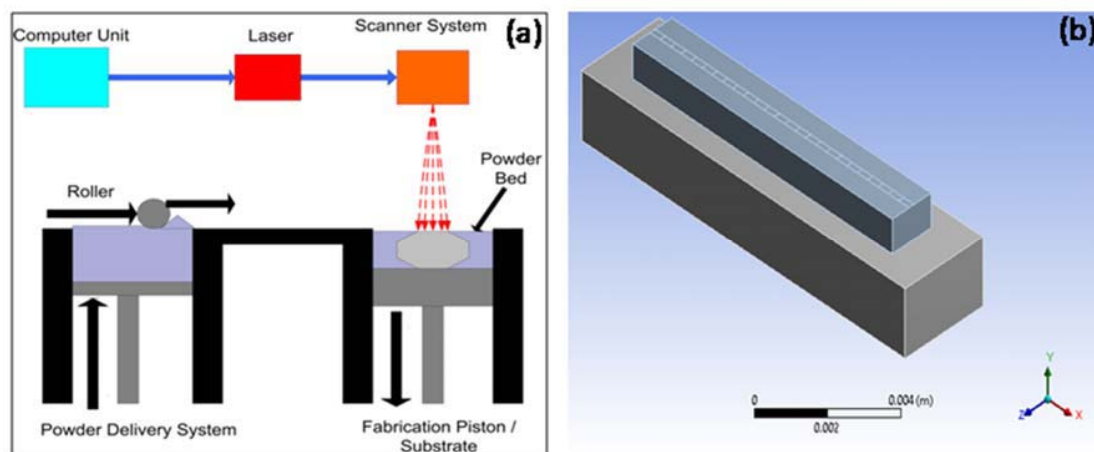 (a)
Computer Unit
Laser
Scanner System
Powder
Bed
Roller
Powder Delivery System
Fabrication Piston /
Substrate
(b)
0
0.004 (m)
0.002
Y
Z
X